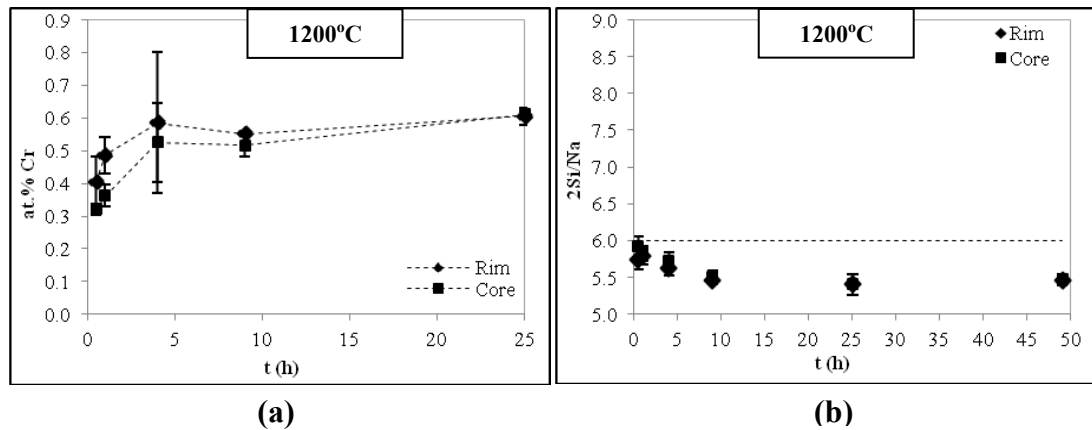 1200°C
at.% Cr
0.9
0.8
0.7
0.6
0.5
0.4
0.3
0.2
0.1
0.0
Rim
Core
0 5 10 15 20 25
t (h)
(a)
1200°C
Rim
Core
2Si/Na
9.0
8.5
8.0
7.5
7.0
6.5
6.0
5.5
5.0
0 5 10 15 20 25 30 35 40 45 50
t (h)
(b)